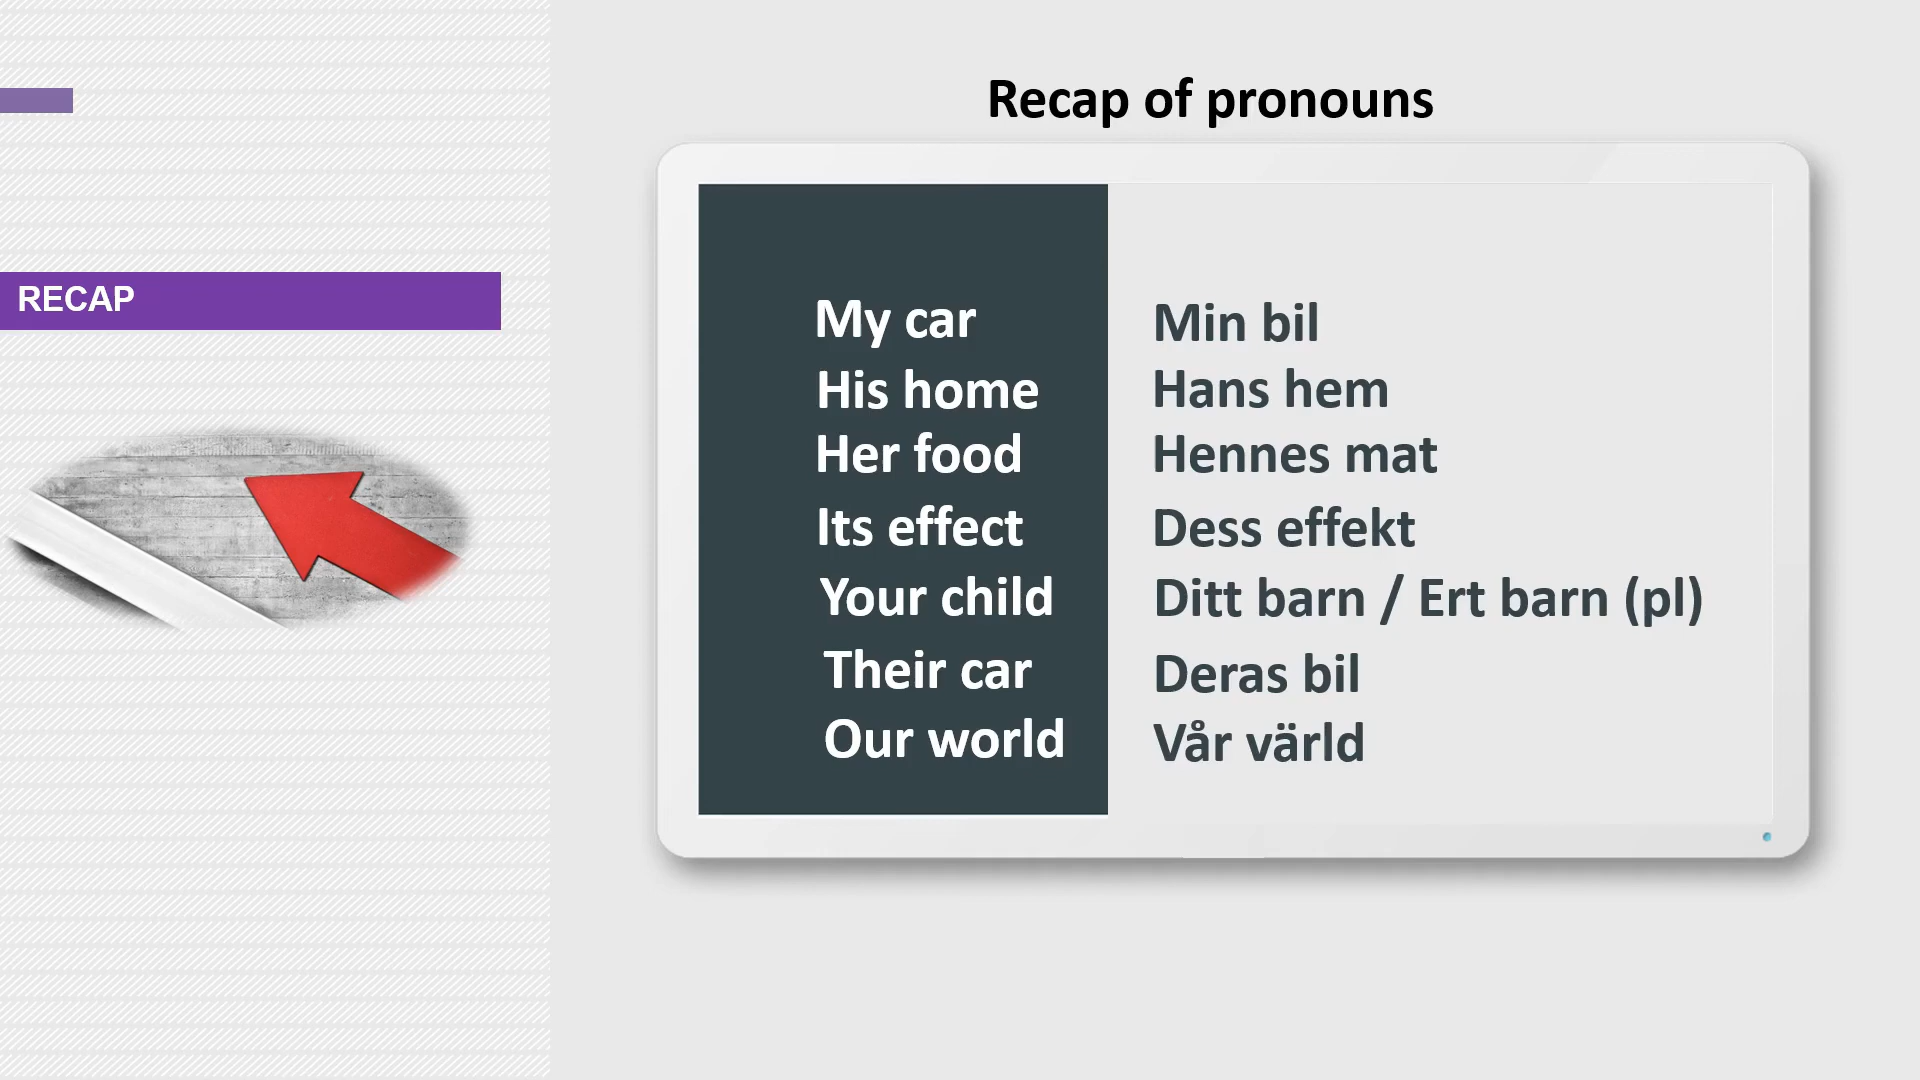 Recap of pronouns
RECAP
My car Min bil
His home Hans hem
Her food Hennes mat
Its effect Dess effekt
Your child Ditt barn / Ert barn (pl)
Their car Deras bil
Our world Vår värld